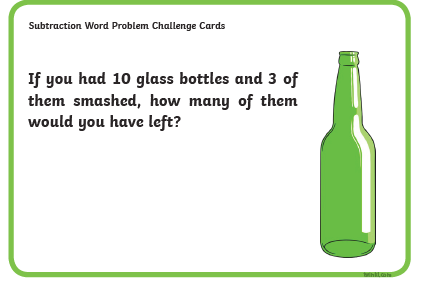 Subtraction Word Problem Challenge Cards
If you had 10 glass bottles and 3 of
them smashed, how many of them
would you have left?